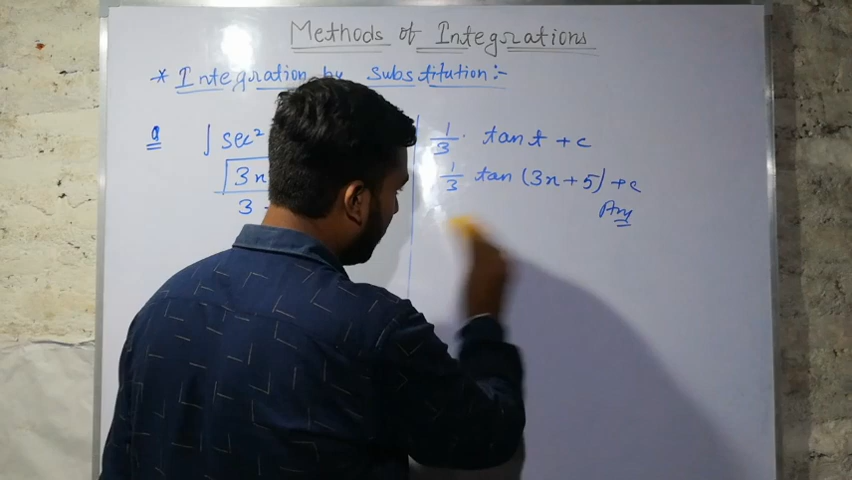 Methods of Integrations
* Integration by Substitution:-
Q ∫ sec²
3x
3
1/3 . tan t + c
1/3 tan (3x + 5) + c
Ans